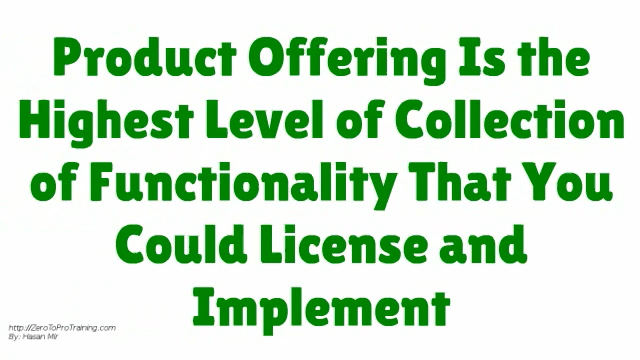 Product Offering Is the
Highest Level of Collection
of Functionality That You
Could License and
Implement
http://ZeroToProTraining.com
By: Hasan Mir